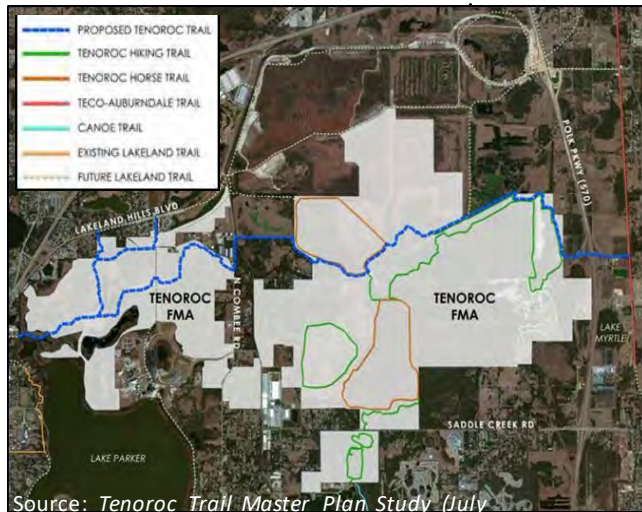 PROPOSED TENOROC TRAIL
TENOROC HIKING TRAIL
TENOROC HORSE TRAIL
TECO-AUBURNDALE TRAIL
CANOE TRAIL
EXISTING LAKELAND TRAIL
FUTURE LAKELAND TRAIL
POLK PKWY (570)
LAKELAND HILLS BLVD
N COMBEE RD
TENOROC
FMA
TENOROC
FMA
LAKE
MYRTLE
SADDLE CREEK RD
LAKE PARKER
Source: Tenoroc Trail Master Plan Study (July